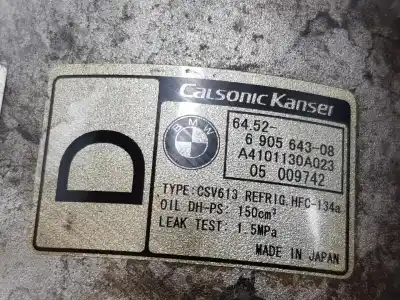 Calsonic Kansei
D
BMW
64.52-
6 905 643-08
A4101130A023
05 009742
TYPE: CSV613 REFRIG. HFC-134a
OIL DH-PS: 150cm³
LEAK TEST: 1.5MPa
MADE IN JAPAN